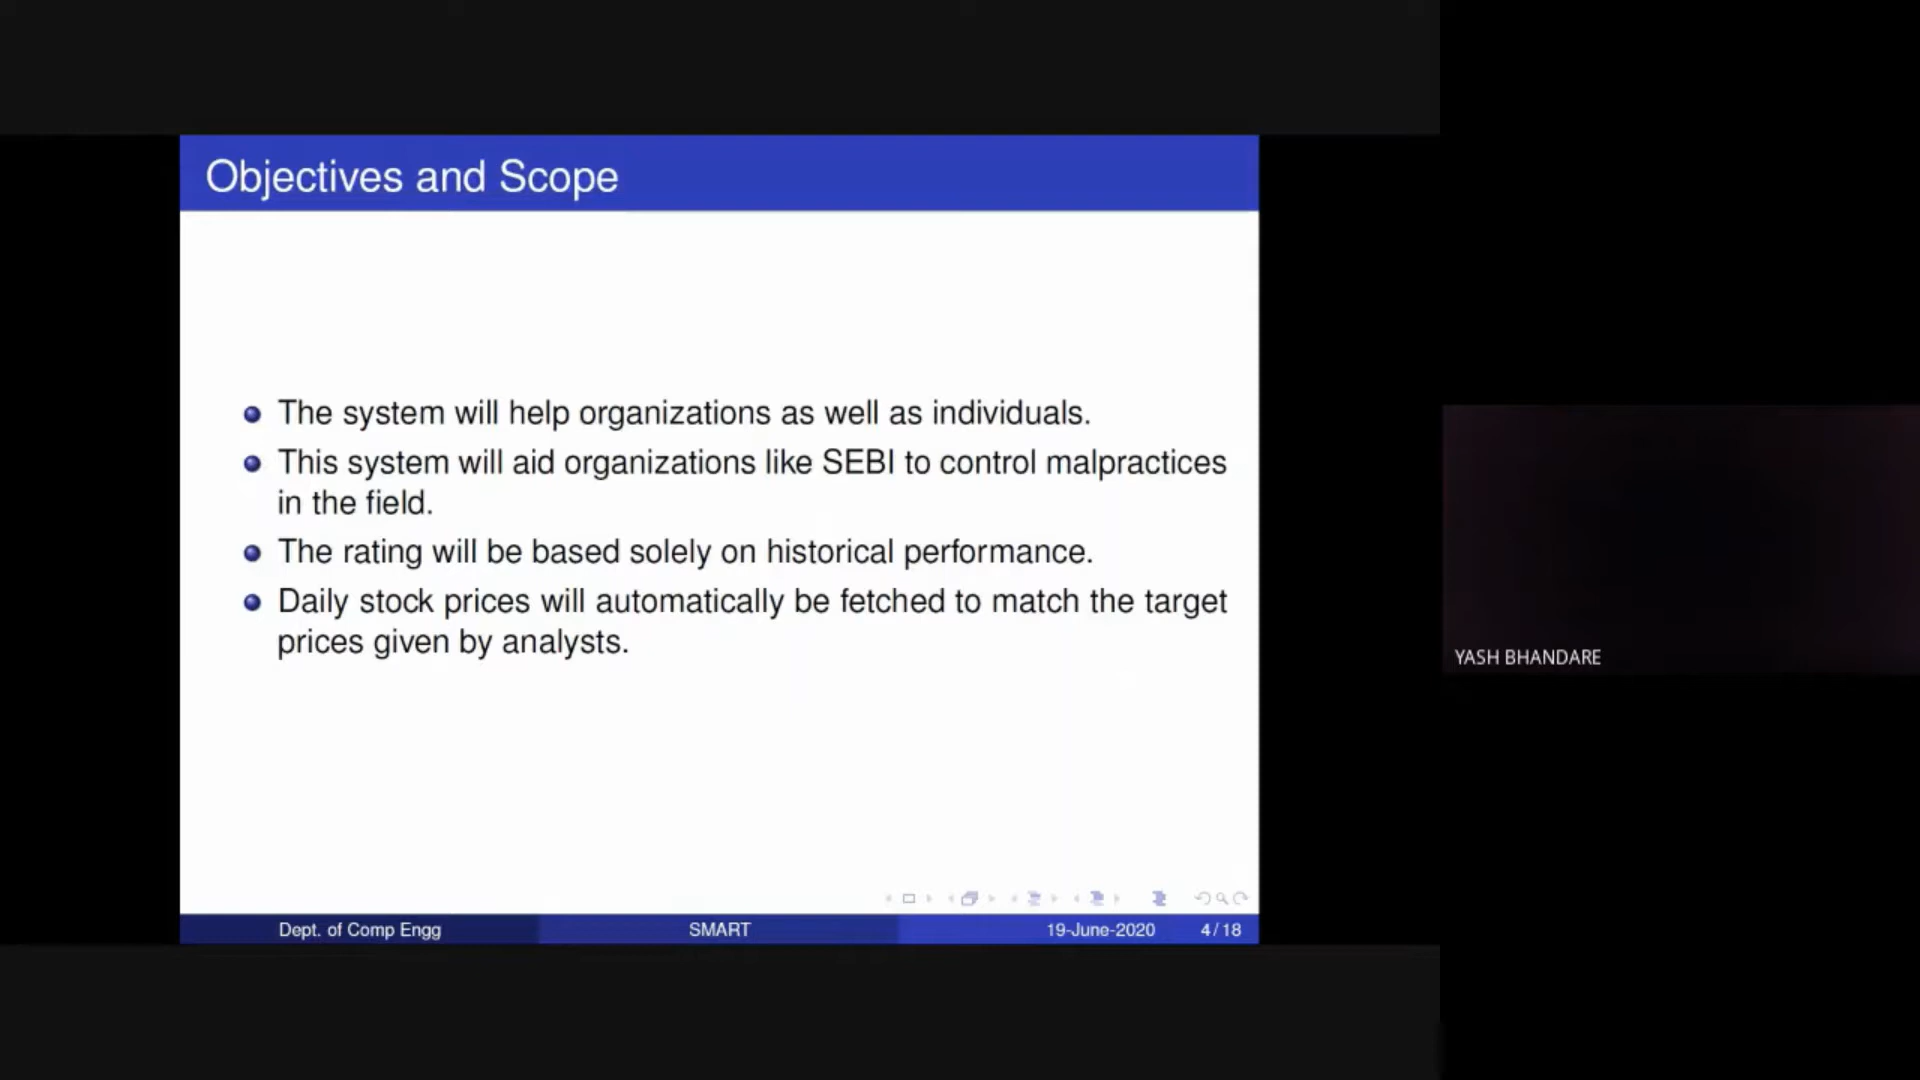 Objectives and Scope
The system will help organizations as well as individuals.
This system will aid organizations like SEBI to control malpractices
in the field.
The rating will be based solely on historical performance.
Daily stock prices will automatically be fetched to match the target
prices given by analysts.
Dept. of Comp Engg
SMART
19-June-2020
4 / 18
YASH BHANDARE